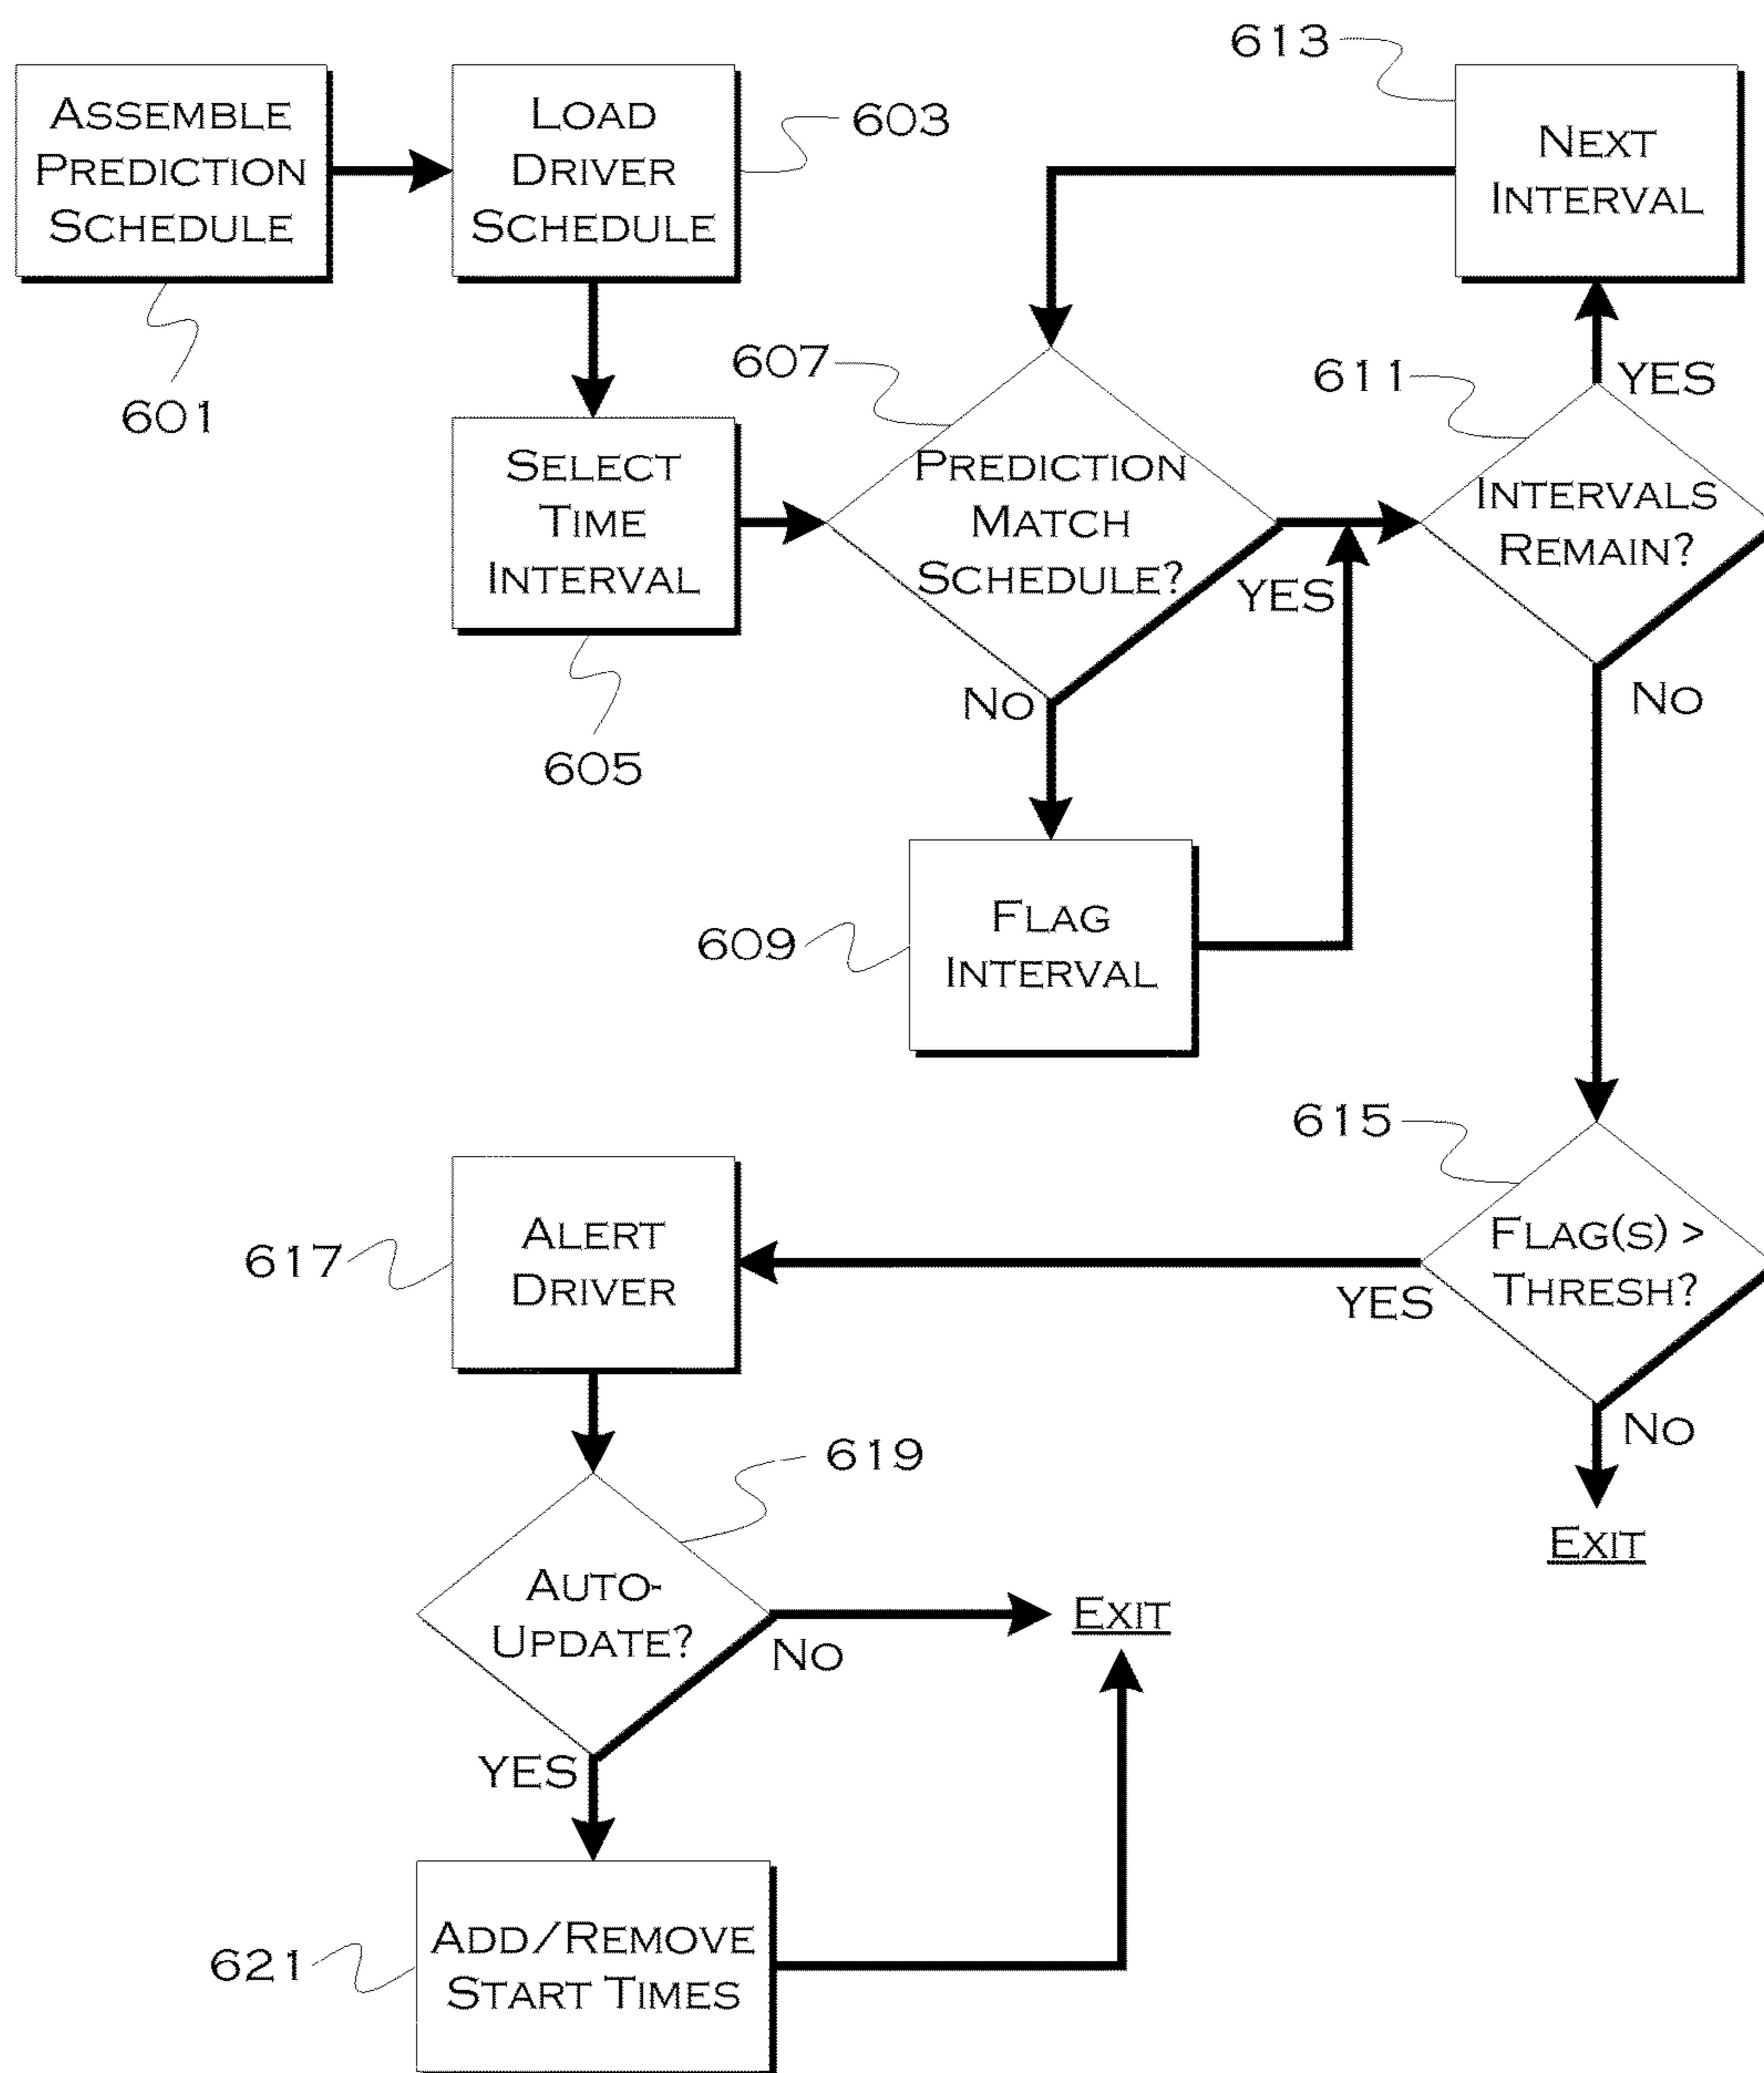 Assemble
Prediction
Schedule
601
Load
Driver
Schedule
603
Select
Time
Interval
605
Prediction
Match
Schedule?
607
YES
No
Flag
Interval
609
Intervals
Remain?
611
YES
No
Next
Interval
613
Flag(s) >
Thresh?
615
YES
No
Exit
Alert
Driver
617
Auto-
Update?
619
No
Exit
YES
Add/Remove
Start Times
621